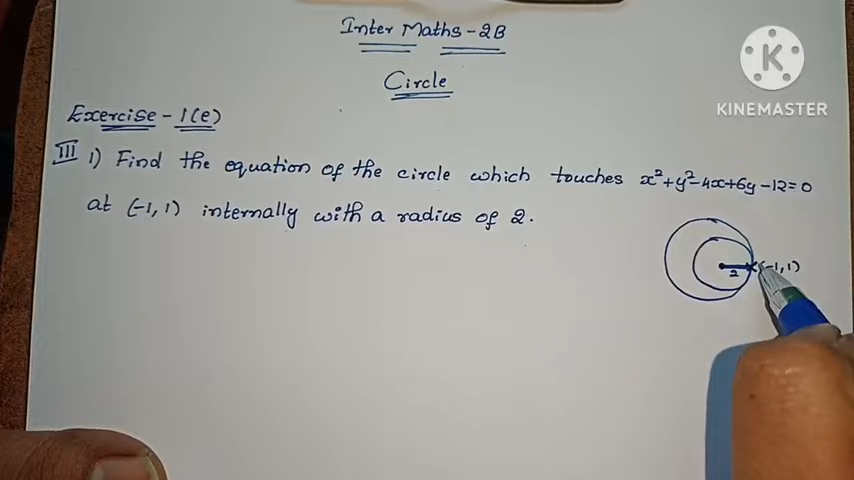 Inter Maths - 2B
Circle
K
KINEMASTER
Exercise - 1(e)
III 1) Find the equation of the circle which touches x²+y²-4x+6y-12=0
at (-1,1) internally with a radius of 2.
2 (-1,1)